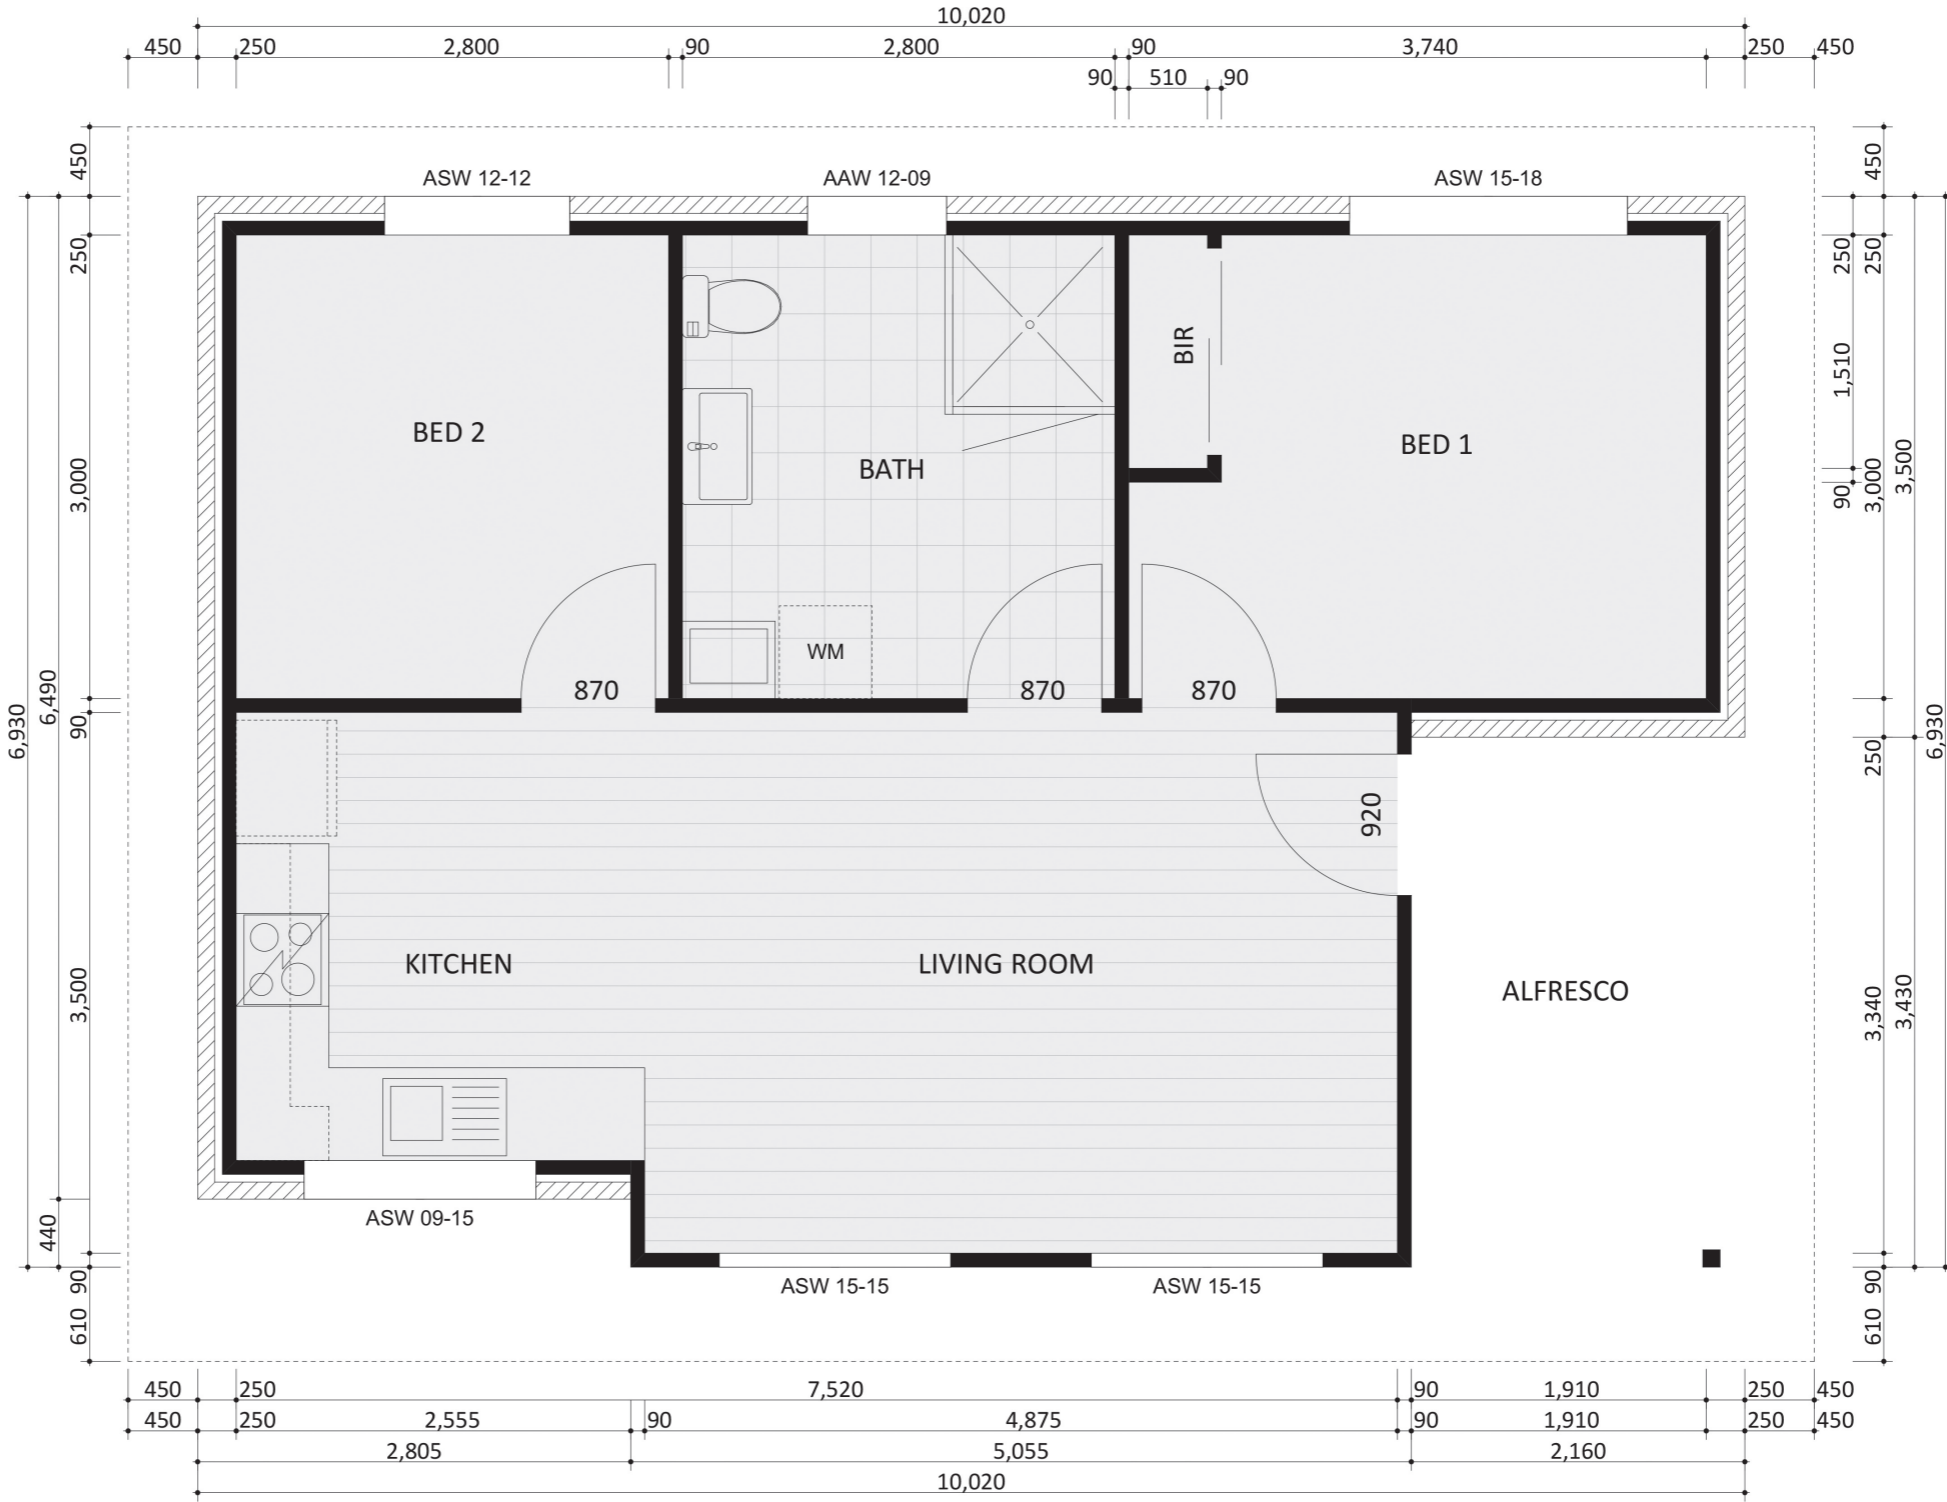 10,020
450 250 2,800 90 2,800 90 3,740 250 450
90 510 90
ASW 12-12 AAW 12-09 ASW 15-18
450
250
3,000
90
3,500
90
610
6,490
440
6,930
450
250
3,000
250
3,340
90
610
250
1,510
90
3,500
3,430
6,930
BED 2
BATH
BIR
BED 1
WM
870 870 870
920
KITCHEN
LIVING ROOM
ALFRESCO
ASW 09-15
ASW 15-15 ASW 15-15
450 250 7,520 90 1,910 250 450
450 250 2,555 90 4,875 90 1,910 250 450
2,805 5,055 2,160
10,020